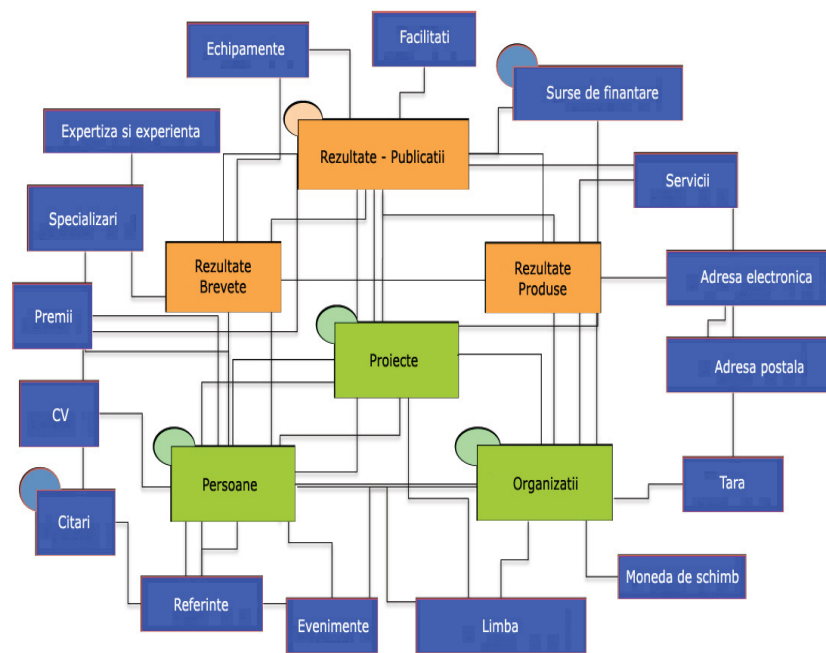 Echipamente
Facilitati
Surse de finantare
Expertiza si experienta
Rezultate - Publicatii
Servicii
Specializari
Rezultate
Brevete
Rezultate
Produse
Adresa electronica
Premii
Proiecte
Adresa postala
CV
Persoane
Organizatii
Tara
Citari
Moneda de schimb
Referinte
Evenimente
Limba